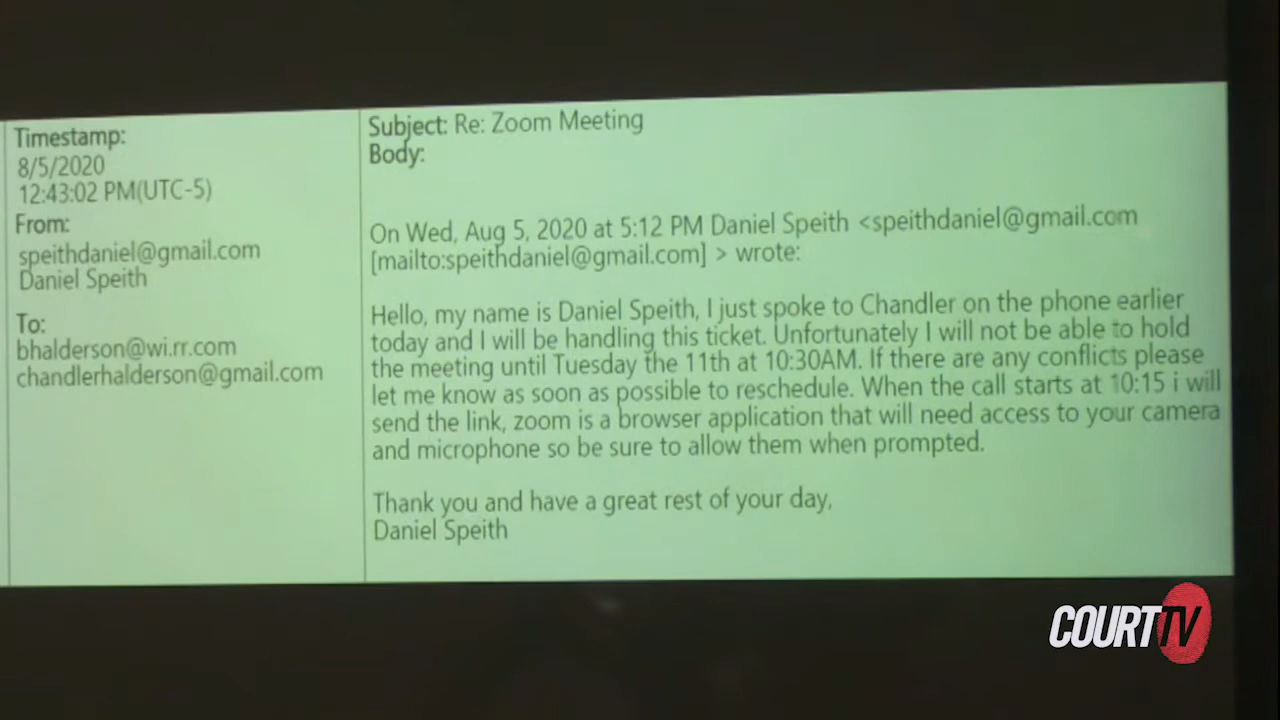 Timestamp:
8/5/2020
12:43:02 PM(UTC-5)
From:
speithdaniel@gmail.com
Daniel Speith
To:
bhalderson@wi.rr.com
chandlerhalderson@gmail.com
Subject: Re: Zoom Meeting
Body:
On Wed, Aug 5, 2020 at 5:12 PM Daniel Speith <speithdaniel@gmail.com
[mailto:speithdaniel@gmail.com] > wrote:
Hello, my name is Daniel Speith, I just spoke to Chandler on the phone earlier
today and I will be handling this ticket. Unfortunately I will not be able to hold
the meeting until Tuesday the 11th at 10:30AM. If there are any conflicts please
let me know as soon as possible to reschedule. When the call starts at 10:15 i will
send the link, zoom is a browser application that will need access to your camera
and microphone so be sure to allow them when prompted.
Thank you and have a great rest of your day,
Daniel Speith
COURT TV